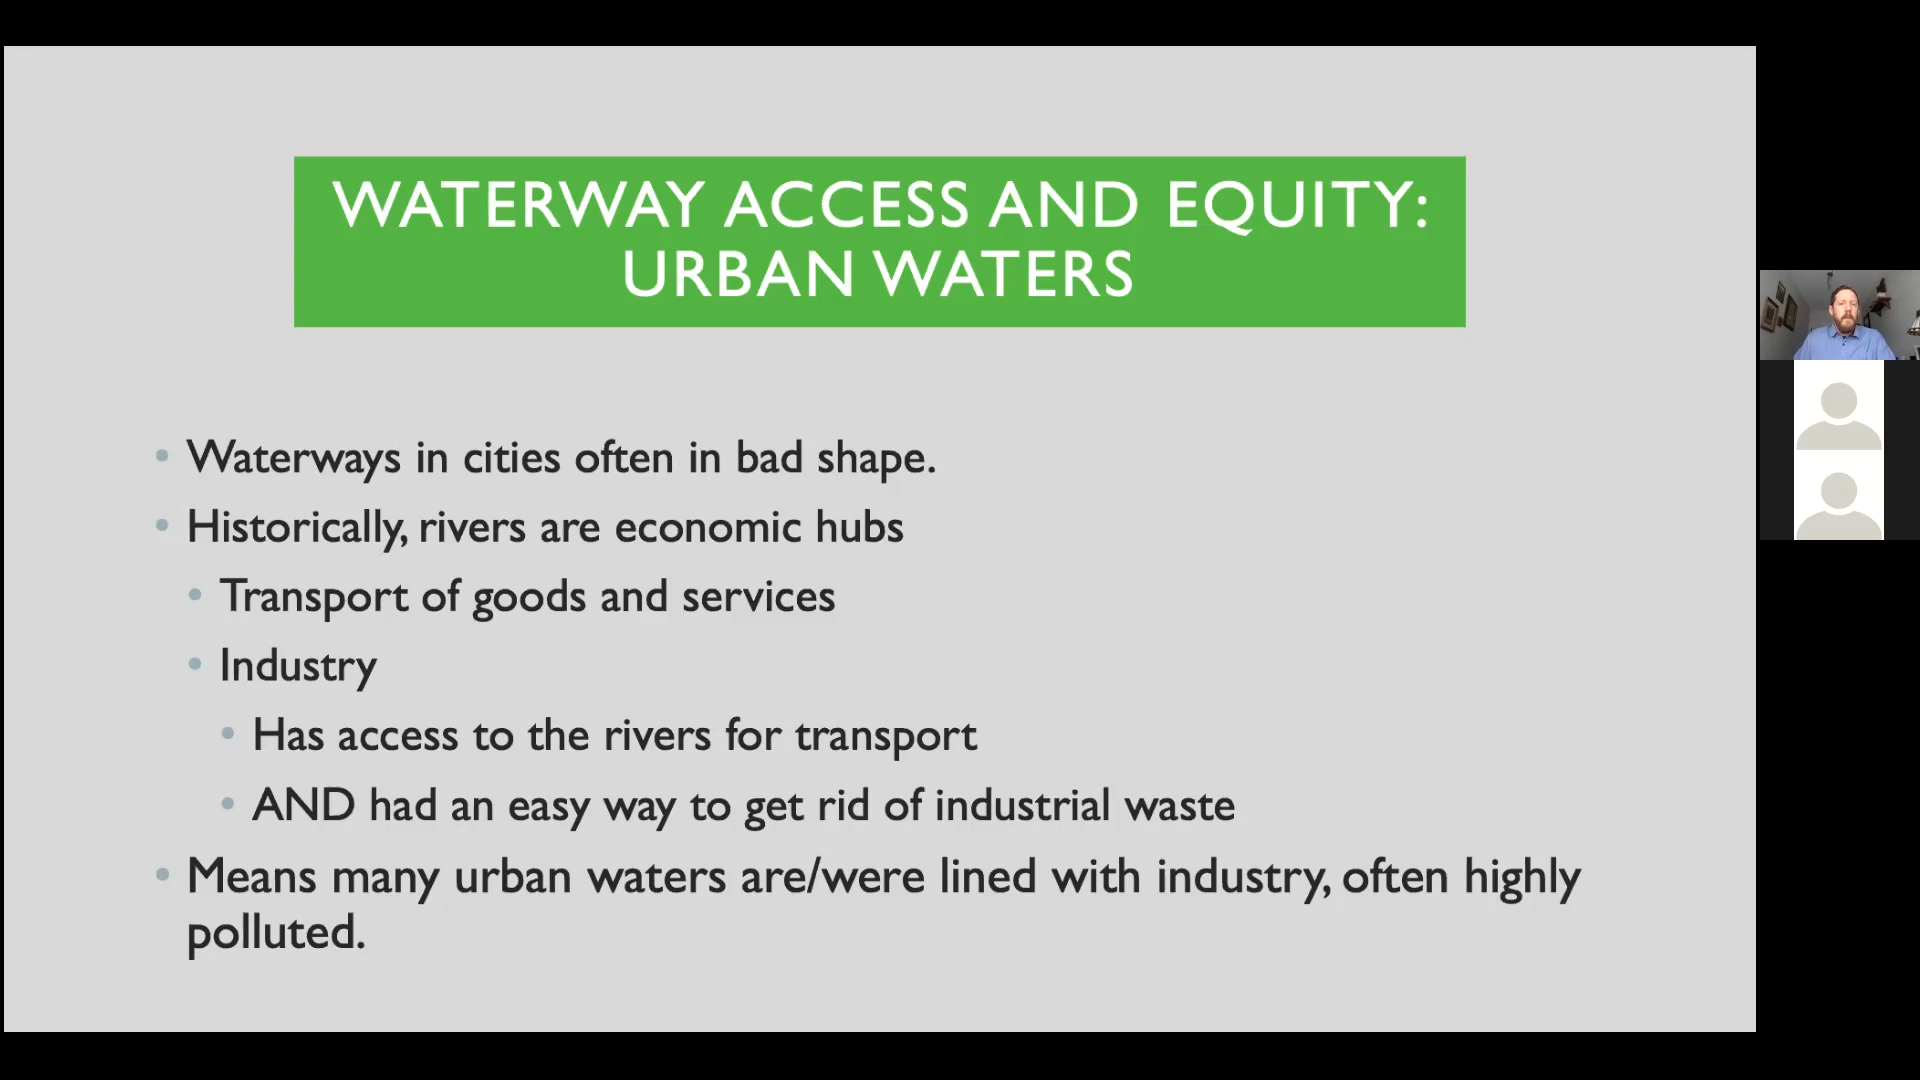 WATERWAY ACCESS AND EQUITY:
URBAN WATERS
• Waterways in cities often in bad shape.
• Historically, rivers are economic hubs
• Transport of goods and services
• Industry
• Has access to the rivers for transport
• AND had an easy way to get rid of industrial waste
• Means many urban waters are/were lined with industry, often highly
polluted.